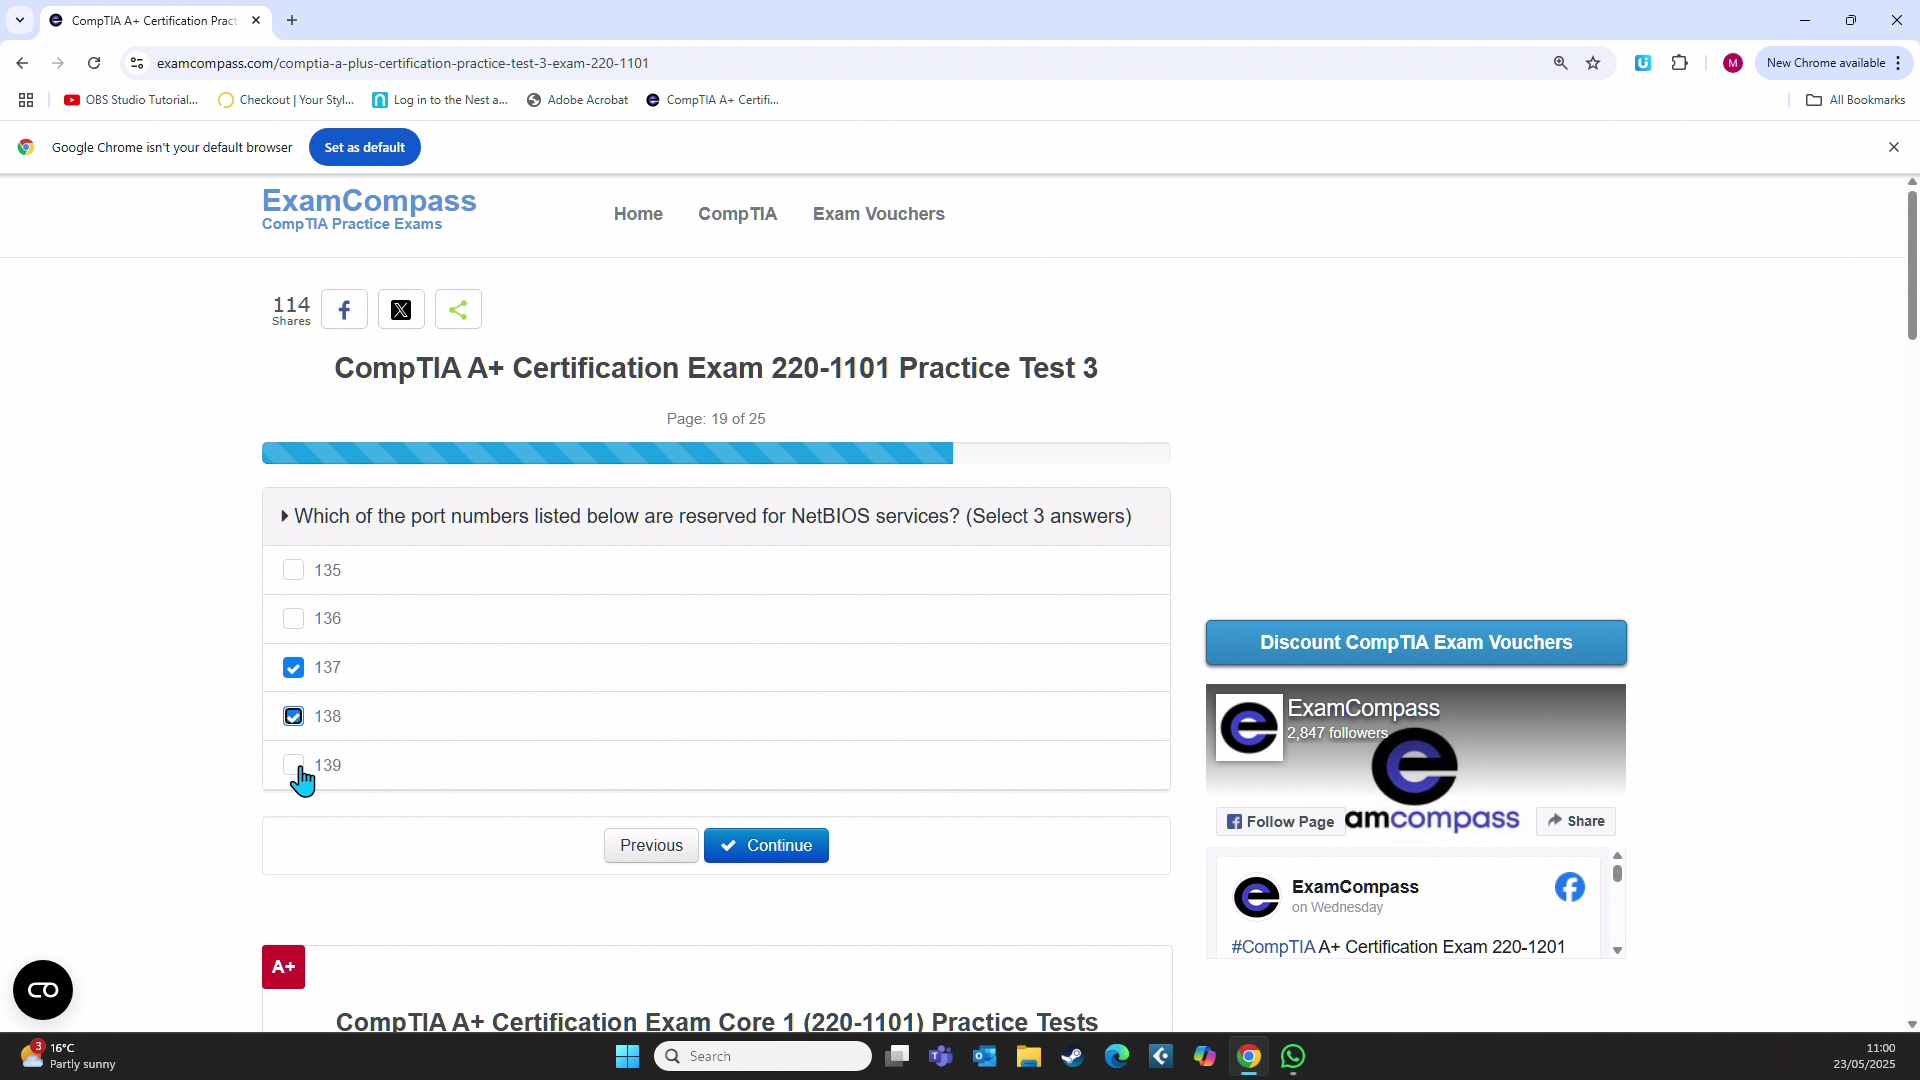 CompTIA A+ Certification Pract
examcompass.com/comptia-a-plus-certification-practice-test-3-exam-220-1101
M
New Chrome available
OBS Studio Tutorial...
Checkout | Your Styl...
Log in to the Nest a...
Adobe Acrobat
CompTIA A+ Certifi...
All Bookmarks
Google Chrome isn't your default browser
Set as default
ExamCompass
CompTIA Practice Exams
Home
CompTIA
Exam Vouchers
114
Shares
CompTIA A+ Certification Exam 220-1101 Practice Test 3
Page: 19 of 25
Which of the port numbers listed below are reserved for NetBIOS services? (Select 3 answers)
135
136
137
138
139
Previous
Continue
Discount CompTIA Exam Vouchers
ExamCompass
2,847 followers
Follow Page
amcompass
Share
ExamCompass
on Wednesday
#CompTIA A+ Certification Exam 220-1201
A+
CompTIA A+ Certification Exam Core 1 (220-1101) Practice Tests
3
16°C
Partly sunny
Search
11:00
23/05/2025